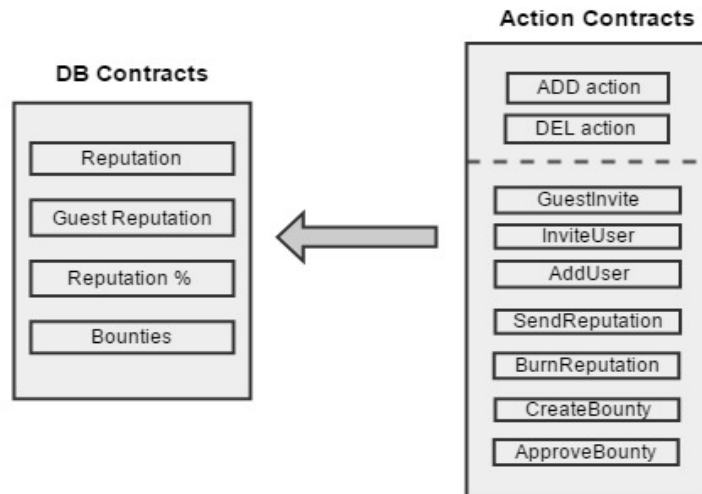 Action Contracts
DB Contracts
Reputation
Guest Reputation
Reputation %
Bounties
ADD action
DEL action
GuestInvite
InviteUser
AddUser
SendReputation
BurnReputation
CreateBounty
ApproveBounty